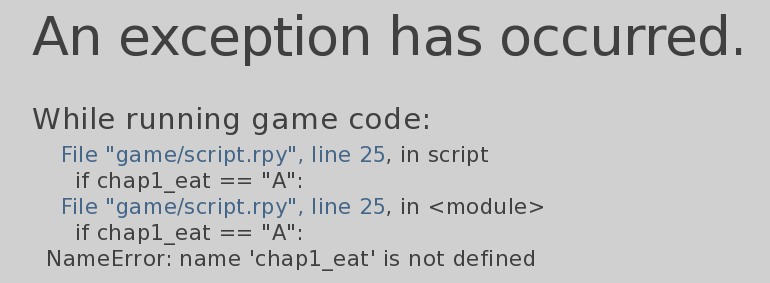 An exception has occurred.
While running game code:
File "game/script.rpy", line 25, in script
if chap1_eat == "A":
File "game/script.rpy", line 25, in <module>
if chap1_eat == "A":
NameError: name 'chap1_eat' is not defined